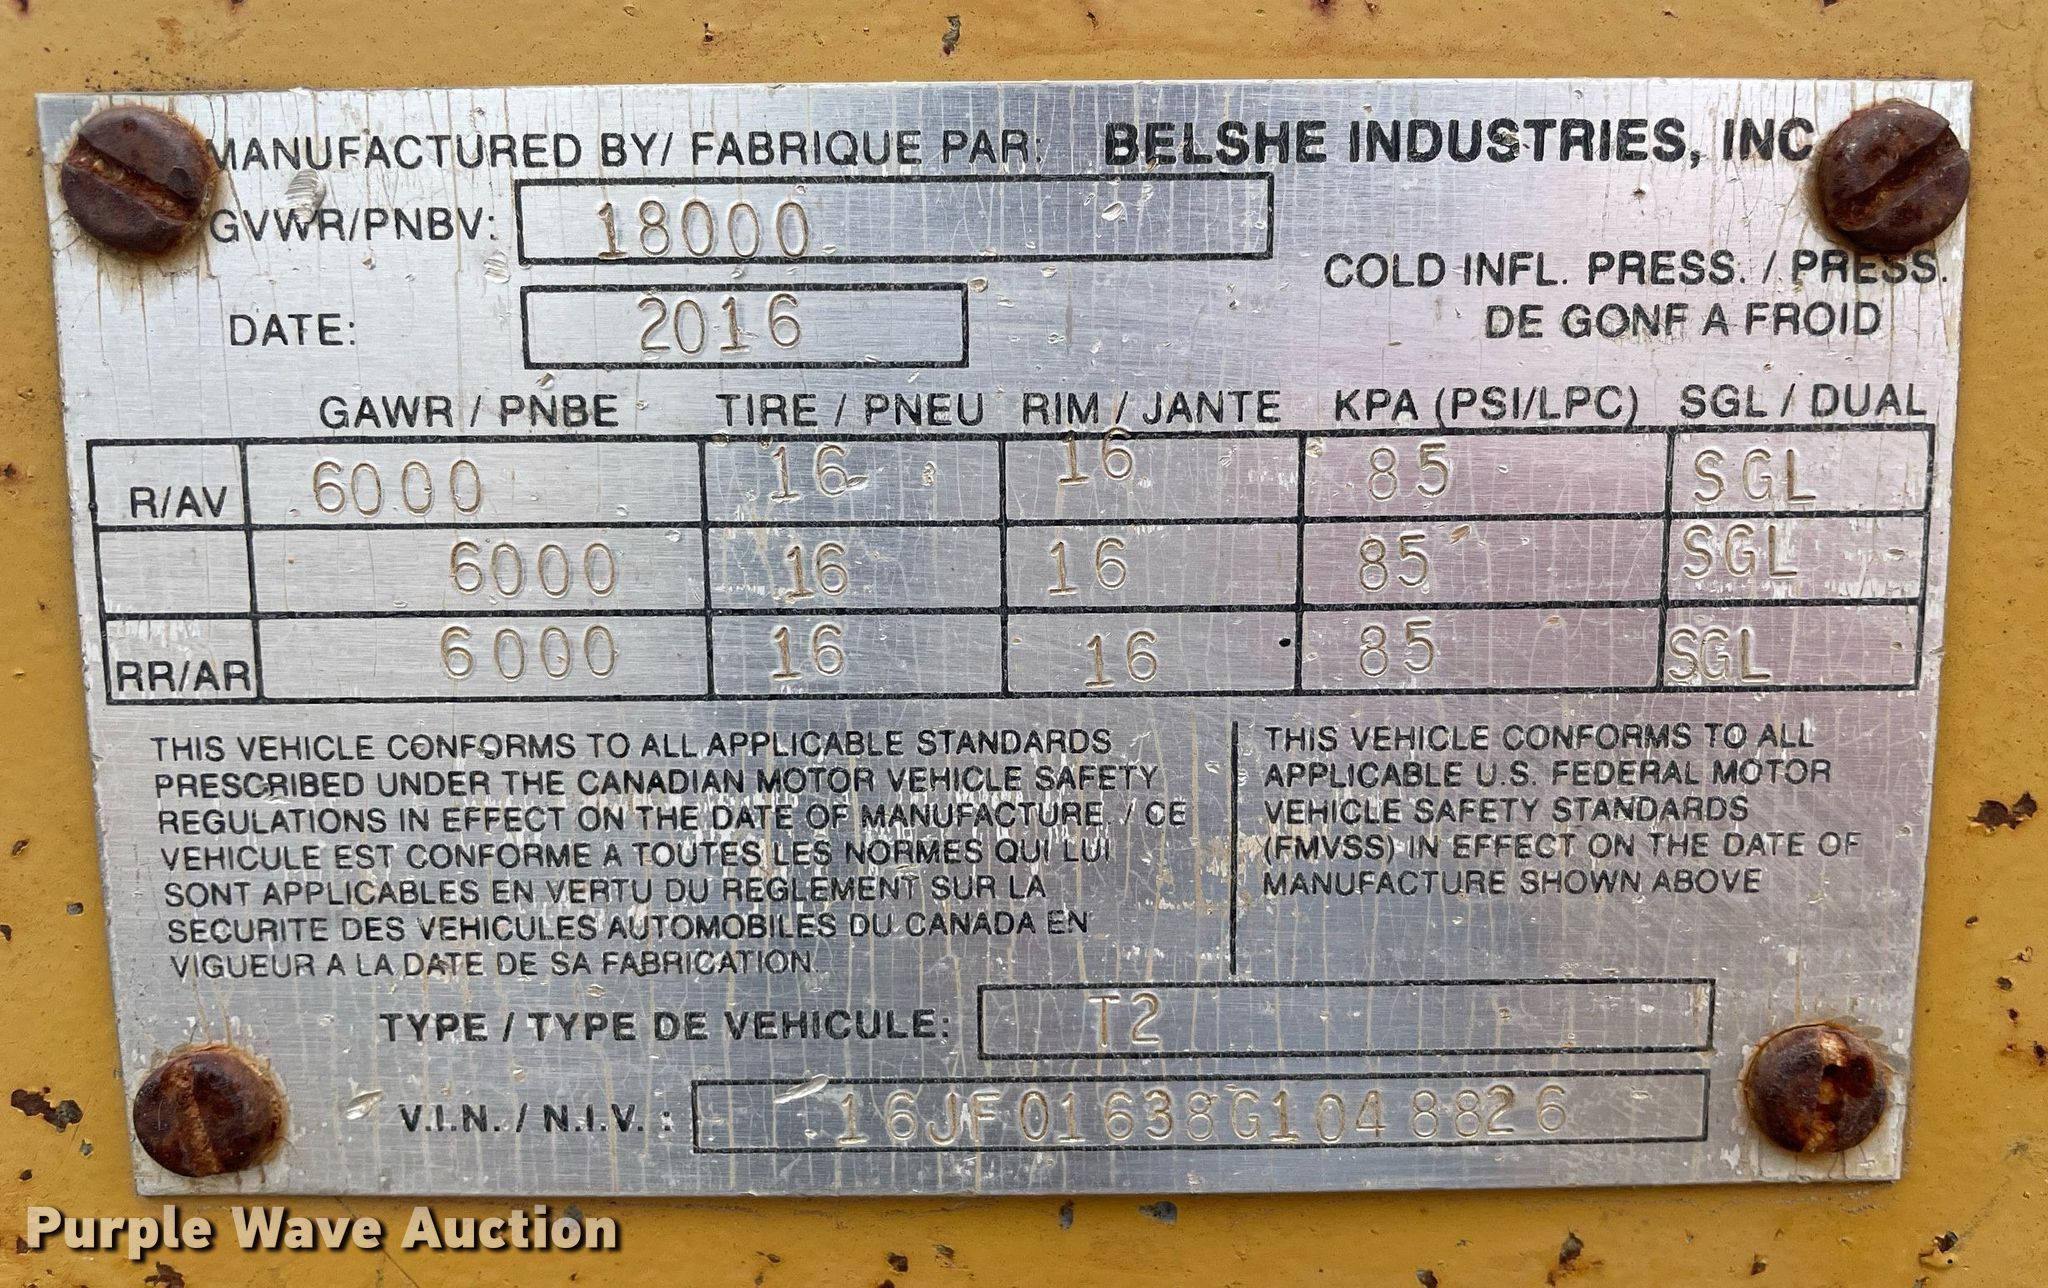 MANUFACTURED BY/ FABRIQUE PAR: BELSHE INDUSTRIES, INC
GVWR/PNBV: 18000
COLD INFL. PRESS. / PRESS.
DE GONF A FROID
DATE: 2016
GAWR / PNBE TIRE / PNEU RIM / JANTE KPA (PSI/LPC) SGL / DUAL
R/AV 6000 16 16 85 SGL
6000 16 16 85 SGL
RR/AR 6000 16 16 85 SGL
THIS VEHICLE CONFORMS TO ALL APPLICABLE STANDARDS
PRESCRIBED UNDER THE CANADIAN MOTOR VEHICLE SAFETY
REGULATIONS IN EFFECT ON THE DATE OF MANUFACTURE. / CE
VEHICULE EST CONFORME A TOUTES LES NORMES QUI LUI
SONT APPLICABLES EN VERTU DU REGLEMENT SUR LA
SECURITE DES VEHICULES AUTOMOBILES DU CANADA EN
VIGUEUR A LA DATE DE SA FABRICATION.
THIS VEHICLE CONFORMS TO ALL
APPLICABLE U.S. FEDERAL MOTOR
VEHICLE SAFETY STANDARDS
(FMVSS) IN EFFECT ON THE DATE OF
MANUFACTURE SHOWN ABOVE
TYPE / TYPE DE VEHICULE: T2
V.I.N. / N.I.V. : 16JF01638G1048826
Purple Wave Auction